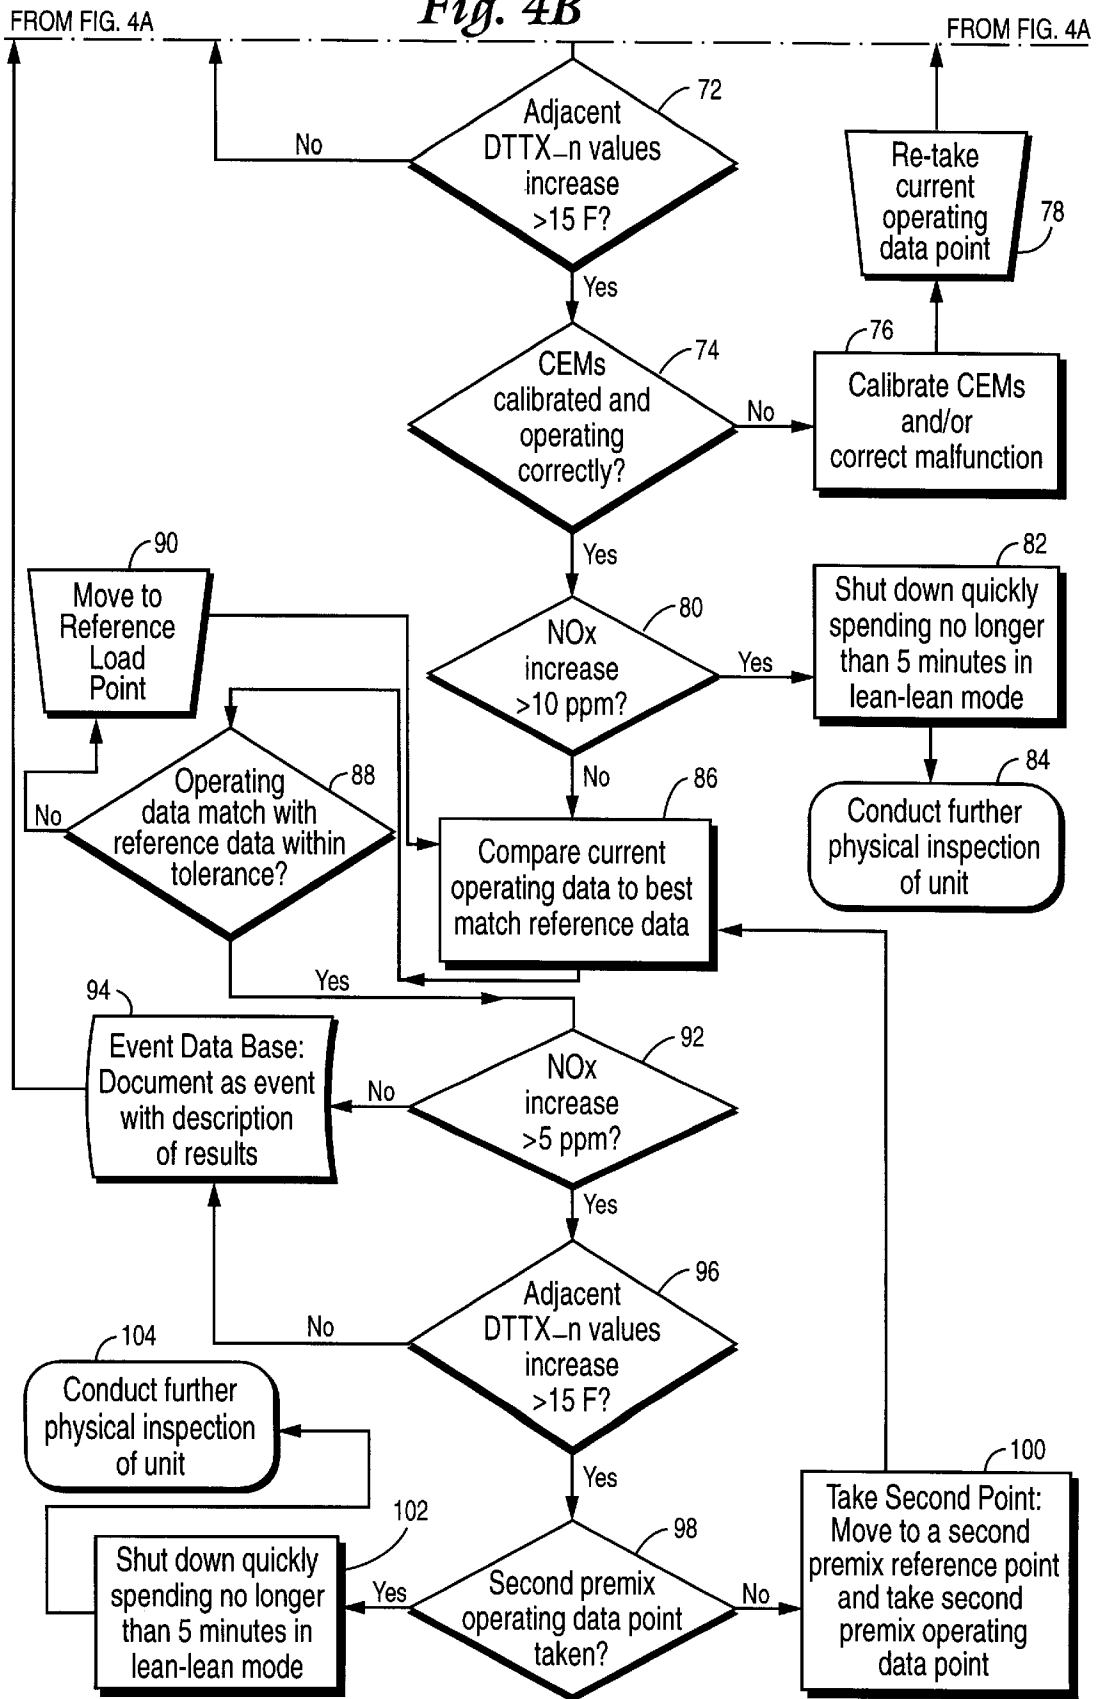 Fig. 4B
FROM FIG. 4A
FROM FIG. 4A
72
Adjacent
DTTX_n values
increase
>15 F?
No
Yes
Re-take
current
operating
data point
78
74
CEMs
calibrated and
operating
correctly?
No
Yes
76
Calibrate CEMs
and/or
correct malfunction
90
Move to
Reference
Load
Point
80
NOx
increase
>10 ppm?
Yes
No
82
Shut down quickly
spending no longer
than 5 minutes in
lean-lean mode
84
Conduct further
physical inspection
of unit
88
Operating
data match with
reference data within
tolerance?
No
Yes
86
Compare current
operating data to best
match reference data
94
Event Data Base:
Document as event
with description
of results
92
NOx
increase
>5 ppm?
No
Yes
96
Adjacent
DTTX_n values
increase
>15 F?
No
Yes
104
Conduct further
physical inspection
of unit
102
Shut down quickly
spending no longer
than 5 minutes in
lean-lean mode
98
Second premix
operating data point
taken?
Yes
No
100
Take Second Point:
Move to a second
premix reference point
and take second
premix operating
data point